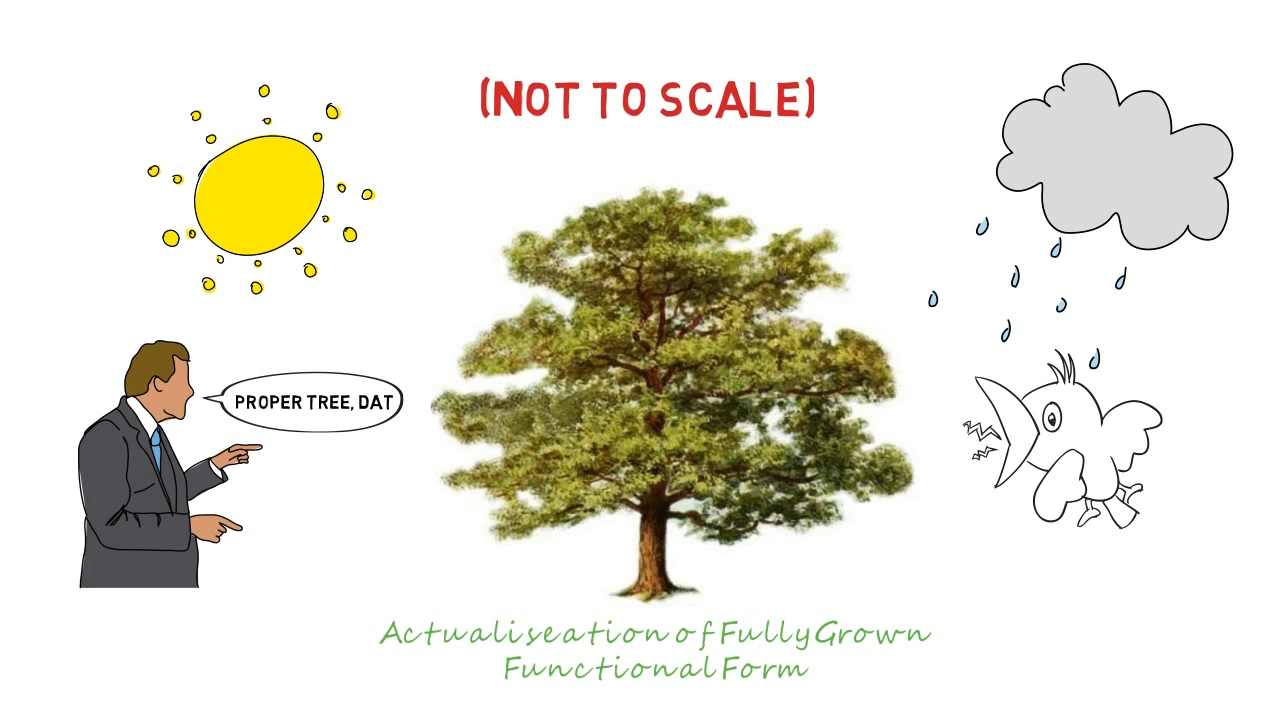 (NOT TO SCALE)
PROPER TREE, DAT
Actualiseation of Fully Grown
Functional Form